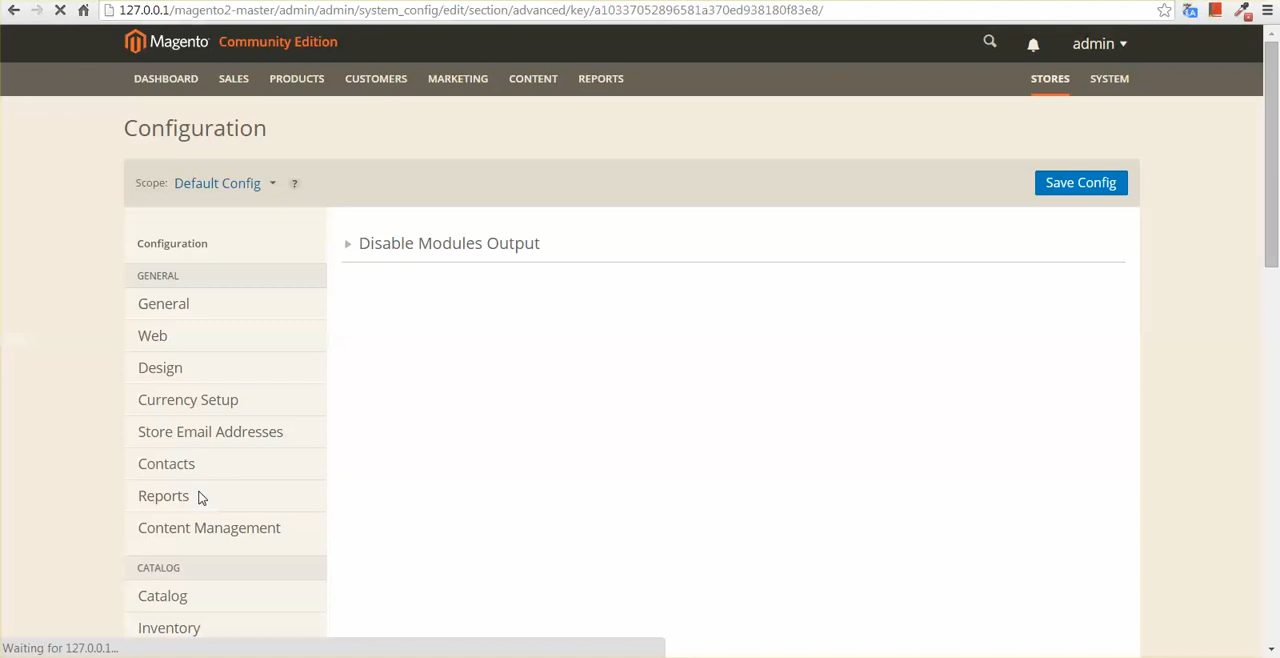 127.0.0.1/magento2-master/admin/admin/system_config/edit/section/advanced/key/a10337052896581a370ed938180f83e8/
Magento Community Edition
admin
DASHBOARD SALES PRODUCTS CUSTOMERS MARKETING CONTENT REPORTS STORES SYSTEM
Configuration
Scope: Default Config ? Save Config
Configuration
Disable Modules Output
GENERAL
General
Web
Design
Currency Setup
Store Email Addresses
Contacts
Reports
Content Management
CATALOG
Catalog
Inventory
Waiting for 127.0.0.1...